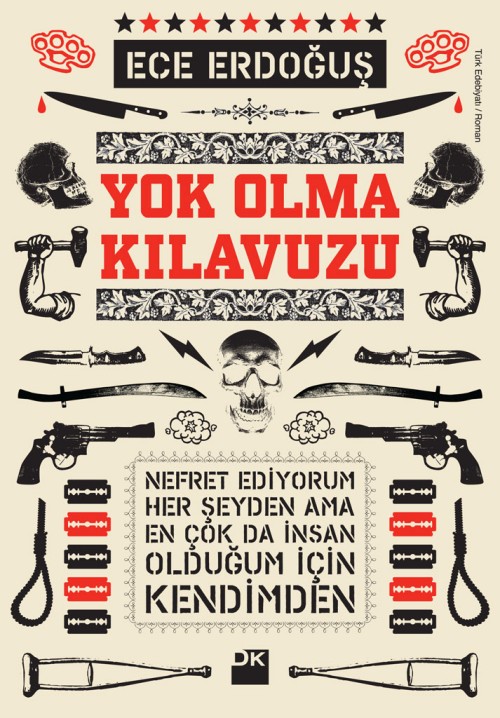 ECE ERDOĞUŞ
Türk Edebiyatı / Roman
YOK OLMA
KILAVUZU
NEFRET EDİYORUM
HER ŞEYDEN AMA
EN ÇOK DA İNSAN
OLDUĞUM İÇİN
KENDİMDEN
DK